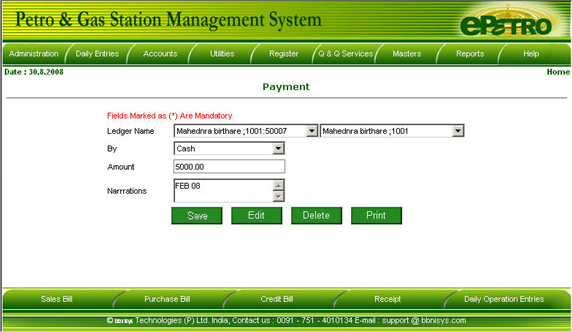 Petro & Gas Station Management System ePetro
Administration Daily Entries Accounts Utilities Register Q & Q Services Masters Reports Help
Date : 30.8.2008 Home
Payment
Fields Marked as (*) Are Mandatory
Ledger Name Mahednra birthare ;1001:50007 Mahednra birthare ;1001
By Cash
Amount 5000.00
Narrrations FEB 08
Save Edit Delete Print
Sales Bill Purchase Bill Credit Bill Receipt Daily Operation Entries
© bbnisys Technologies (P) Ltd. India, Contact us : 0091 - 751 - 4010134 E-mail : support @ bbnisys.com